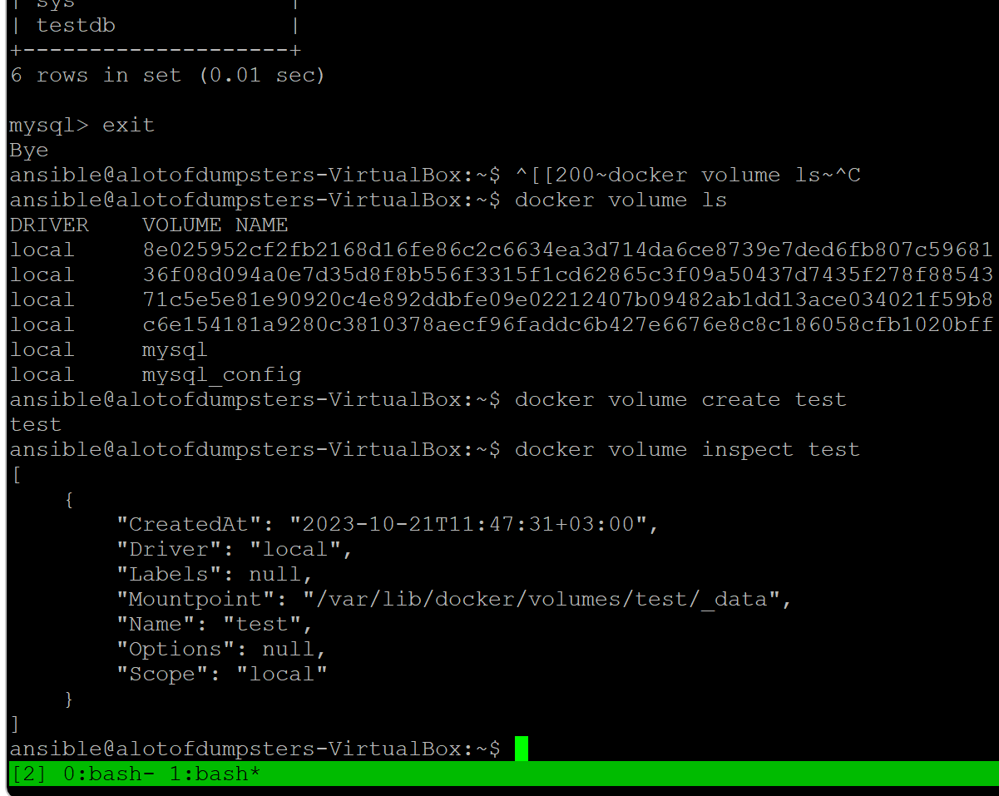 | sys                 |
| testdb              |
+--------------------+
6 rows in set (0.01 sec)
mysql> exit
Bye
ansible@alotofdumpsters-VirtualBox:~$ ^[[200~docker volume ls~^C
ansible@alotofdumpsters-VirtualBox:~$ docker volume ls
DRIVER    VOLUME NAME
local     8e025952cf2fb2168d16fe86c2c6634ea3d714da6ce8739e7ded6fb807c59681
local     36f08d094a0e7d35d8f8b556f3315f1cd62865c3f09a50437d7435f278f88543
local     71c5e5e81e90920c4e892ddbfe09e02212407b09482ab1dd13ace034021f59b8
local     c6e154181a9280c3810378aecf96faddc6b427e6676e8c8c186058cfb1020bff
local     mysql
local     mysql_config
ansible@alotofdumpsters-VirtualBox:~$ docker volume create test
test
ansible@alotofdumpsters-VirtualBox:~$ docker volume inspect test
[
    {
        "CreatedAt": "2023-10-21T11:47:31+03:00",
        "Driver": "local",
        "Labels": null,
        "Mountpoint": "/var/lib/docker/volumes/test/_data",
        "Name": "test",
        "Options": null,
        "Scope": "local"
    }
]
ansible@alotofdumpsters-VirtualBox:~$
[2] 0:bash- 1:bash*